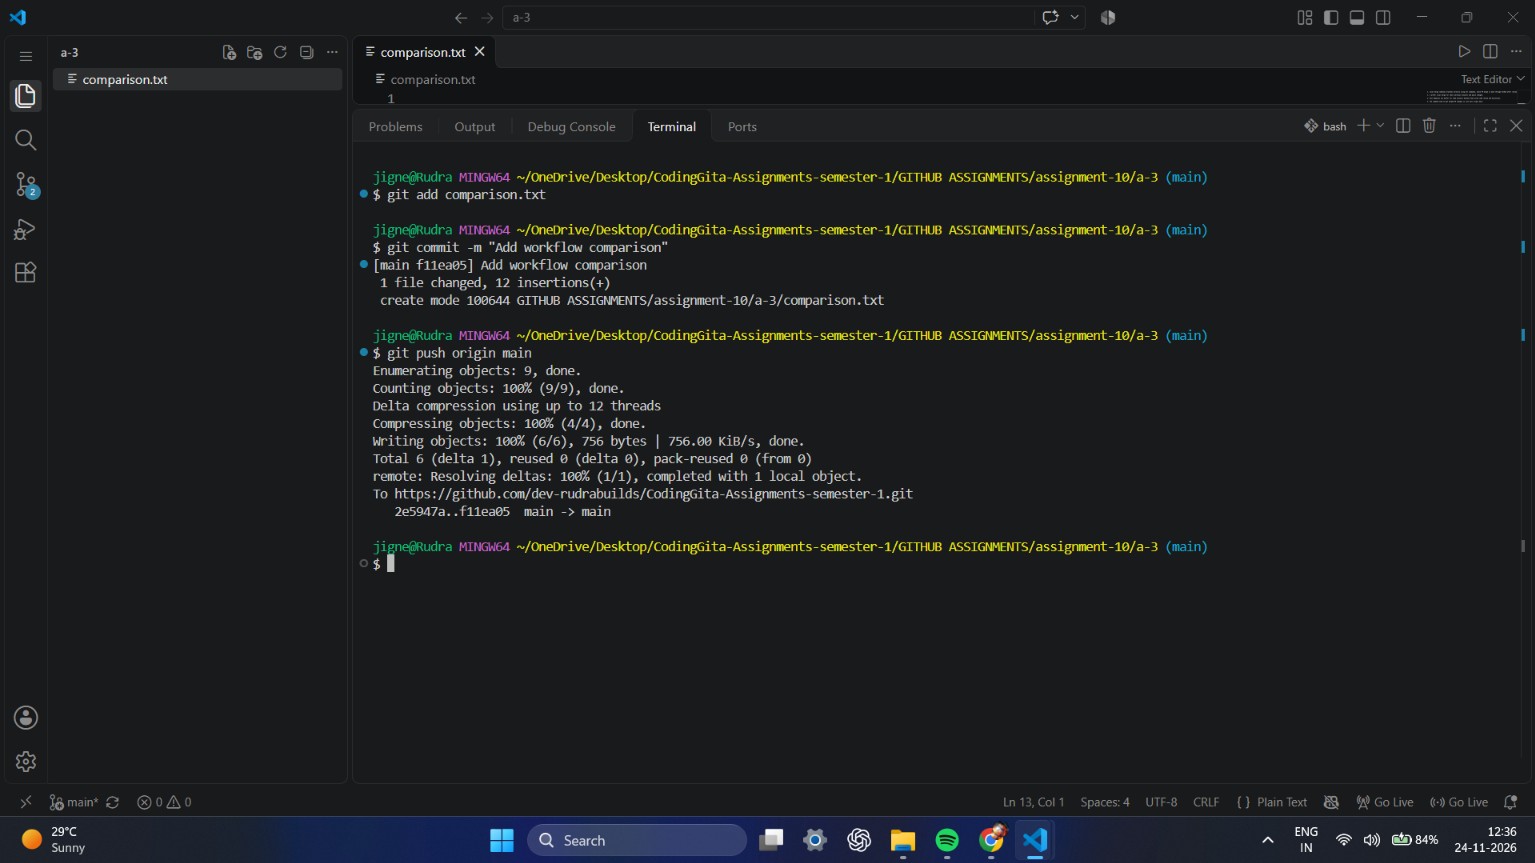 a-3
a-3
comparison.txt
comparison.txt
comparison.txt
Text Editor
1
Problems
Output
Debug Console
Terminal
Ports
bash
jigne@Rudra MINGW64 ~/OneDrive/Desktop/CodingGita-Assignments-semester-1/GITHUB ASSIGNMENTS/assignment-10/a-3 (main)
$ git add comparison.txt
jigne@Rudra MINGW64 ~/OneDrive/Desktop/CodingGita-Assignments-semester-1/GITHUB ASSIGNMENTS/assignment-10/a-3 (main)
$ git commit -m "Add workflow comparison"
[main f11ea05] Add workflow comparison
1 file changed, 12 insertions(+)
create mode 100644 GITHUB ASSIGNMENTS/assignment-10/a-3/comparison.txt
jigne@Rudra MINGW64 ~/OneDrive/Desktop/CodingGita-Assignments-semester-1/GITHUB ASSIGNMENTS/assignment-10/a-3 (main)
$ git push origin main
Enumerating objects: 9, done.
Counting objects: 100% (9/9), done.
Delta compression using up to 12 threads
Compressing objects: 100% (4/4), done.
Writing objects: 100% (6/6), 756 bytes | 756.00 KiB/s, done.
Total 6 (delta 1), reused 0 (delta 0), pack-reused 0 (from 0)
remote: Resolving deltas: 100% (1/1), completed with 1 local object.
To https://github.com/dev-rudrabuilds/CodingGita-Assignments-semester-1.git
2e5947a..f11ea05  main -> main
jigne@Rudra MINGW64 ~/OneDrive/Desktop/CodingGita-Assignments-semester-1/GITHUB ASSIGNMENTS/assignment-10/a-3 (main)
$
2
main*
0
0
Ln 13, Col 1
Spaces: 4
UTF-8
CRLF
{ } Plain Text
Go Live
Go Live
29°C
Sunny
Search
ENG
IN
84%
12:36
24-11-2026